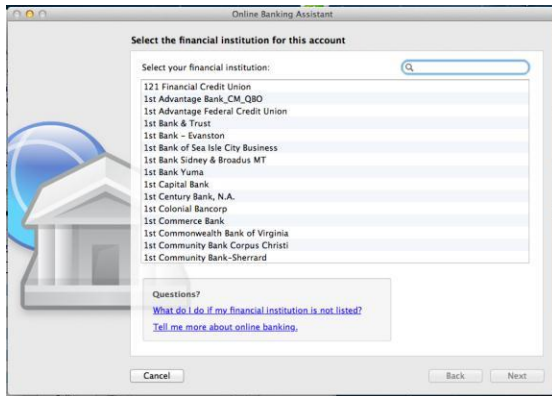 Online Banking Assistant
Select the financial institution for this account
Select your financial institution:
121 Financial Credit Union
1st Advantage Bank_CM_QBO
1st Advantage Federal Credit Union
1st Bank & Trust
1st Bank - Evanston
1st Bank of Sea Isle City Business
1st Bank Sidney & Broadus MT
1st Bank Yuma
1st Capital Bank
1st Century Bank, N.A.
1st Colonial Bancorp
1st Commerce Bank
1st Commonwealth Bank of Virginia
1st Community Bank Corpus Christi
1st Community Bank-Sherrard
Questions?
What do I do if my financial institution is not listed?
Tell me more about online banking.
Cancel
Back
Next